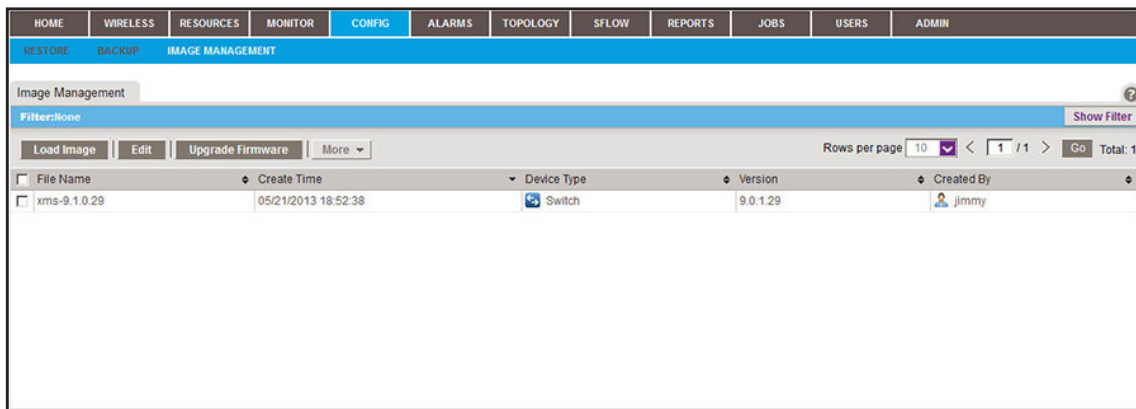 HOME WIRELESS RESOURCES MONITOR CONFIG ALARMS TOPOLOGY SFLOW REPORTS JOBS USERS ADMIN
RESTORE BACKUP IMAGE MANAGEMENT
Image Management ?
Filter:None Show Filter
Load Image Edit Upgrade Firmware More Rows per page 10 < 1 / 1 > Go Total: 1
File Name Create Time Device Type Version Created By
xms-9.1.0.29 05/21/2013 18:52:38 Switch 9.0.1.29 jimmy